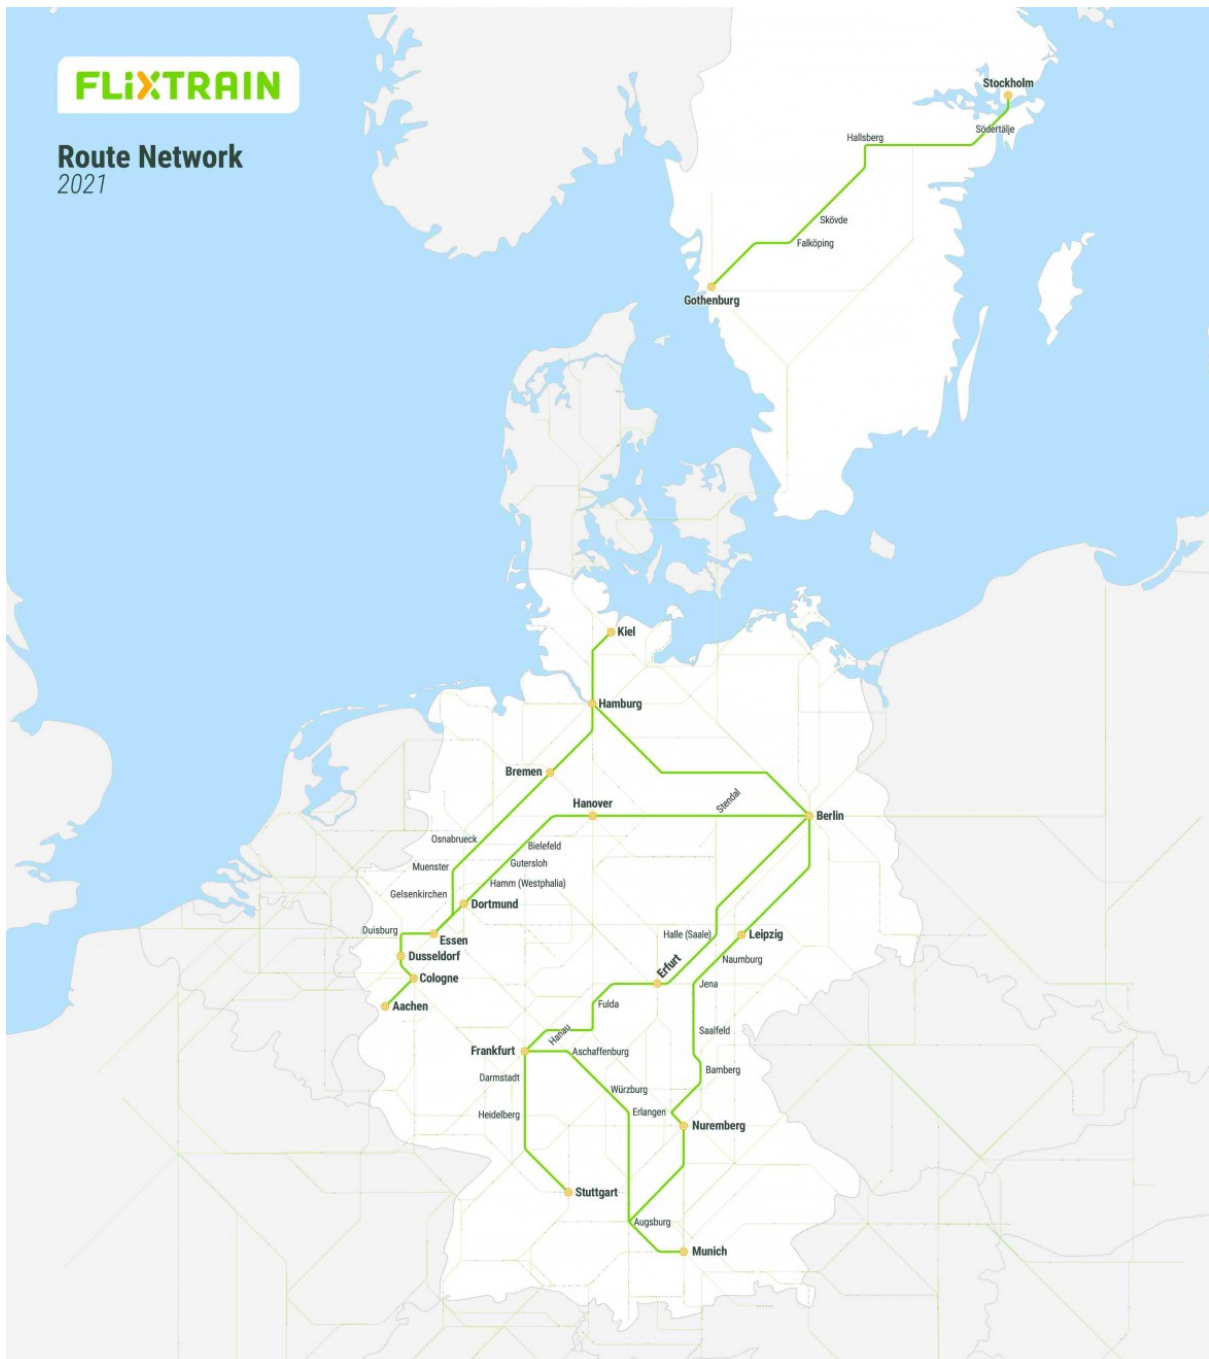 FLiXTRAIN
Route Network
2021
Stockholm
Södertälje
Hallsberg
Skövde
Falköping
Gothenburg
Kiel
Hamburg
Bremen
Hanover
Stendal
Berlin
Osnabrueck
Bielefeld
Muenster
Gutersloh
Gelsenkirchen
Hamm (Westphalia)
Dortmund
Duisburg
Essen
Halle (Saale)
Leipzig
Dusseldorf
Naumburg
Erfurt
Cologne
Jena
Aachen
Fulda
Hanau
Saalfeld
Frankfurt
Aschaffenburg
Darmstadt
Bamberg
Würzburg
Heidelberg
Erlangen
Nuremberg
Stuttgart
Augsburg
Munich